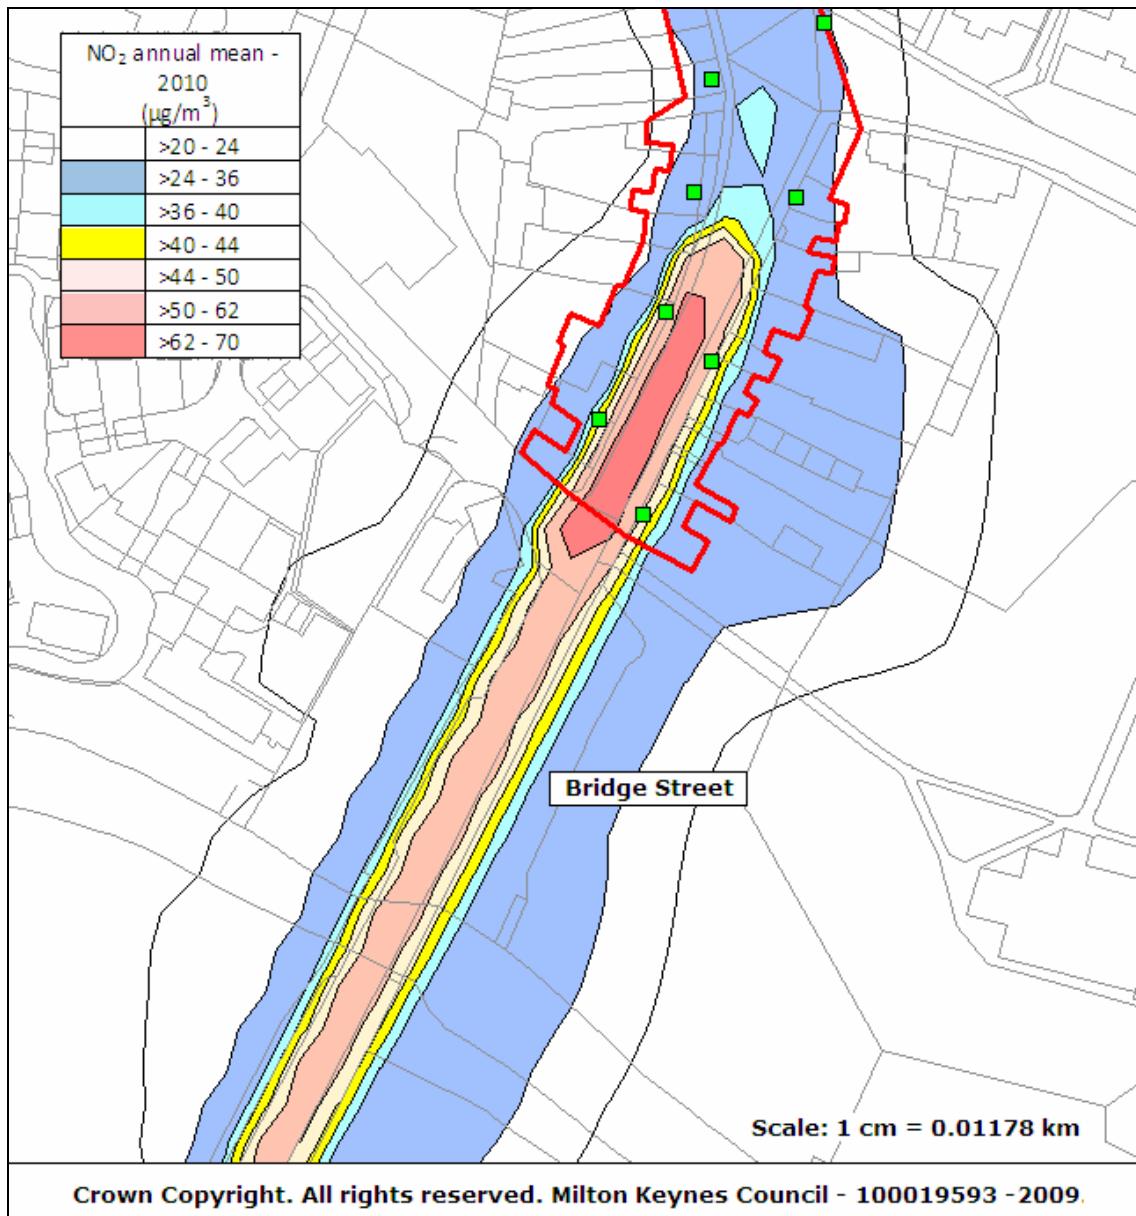 NO₂ annual mean -
2010
(µg/m³)
>20 - 24
>24 - 36
>36 - 40
>40 - 44
>44 - 50
>50 - 62
>62 - 70
Bridge Street
Scale: 1 cm = 0.01178 km
Crown Copyright. All rights reserved. Milton Keynes Council - 100019593 -2009.